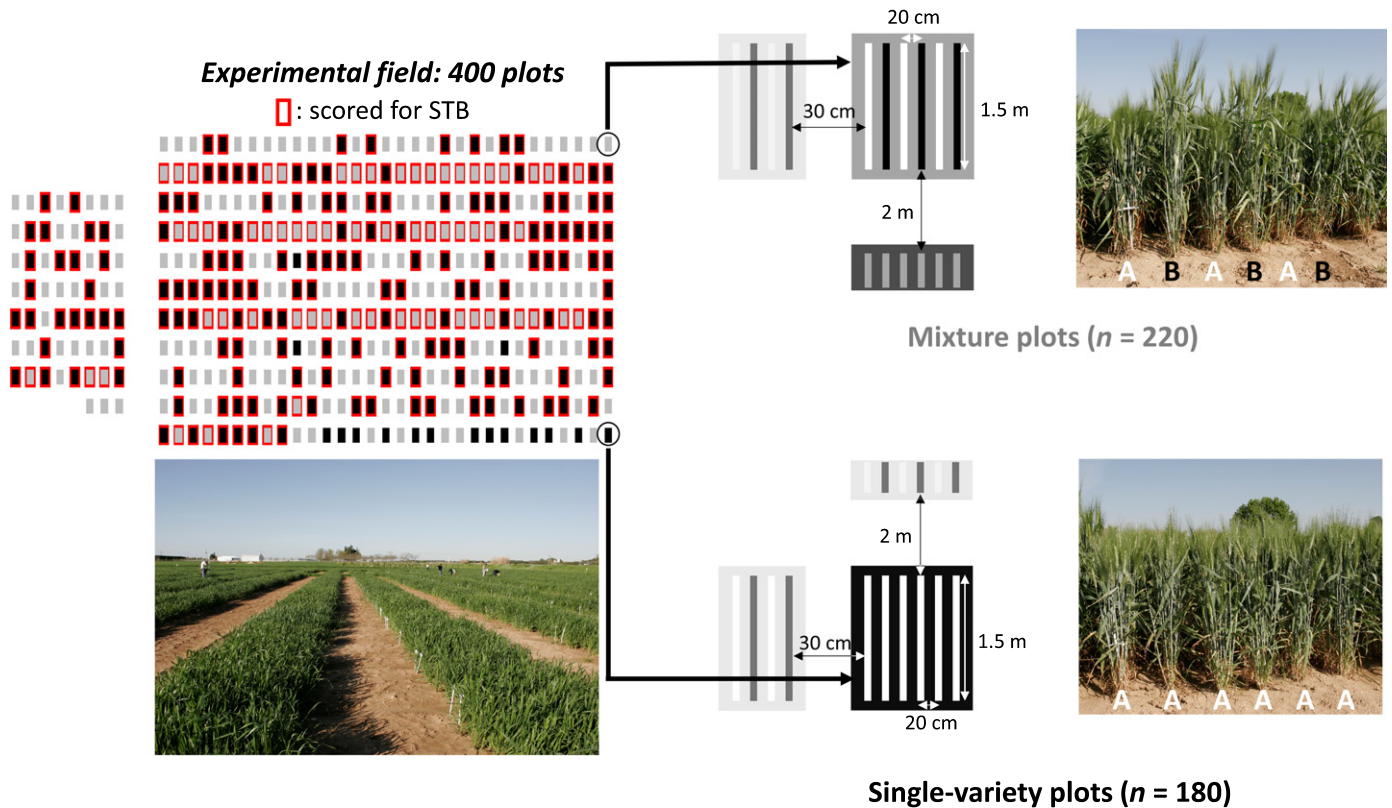 Experimental field: 400 plots
: scored for STB
20 cm
30 cm
1.5 m
2 m
A B A B A B
Mixture plots (n = 220)
2 m
30 cm
1.5 m
20 cm
A A A A A A
Single-variety plots (n = 180)